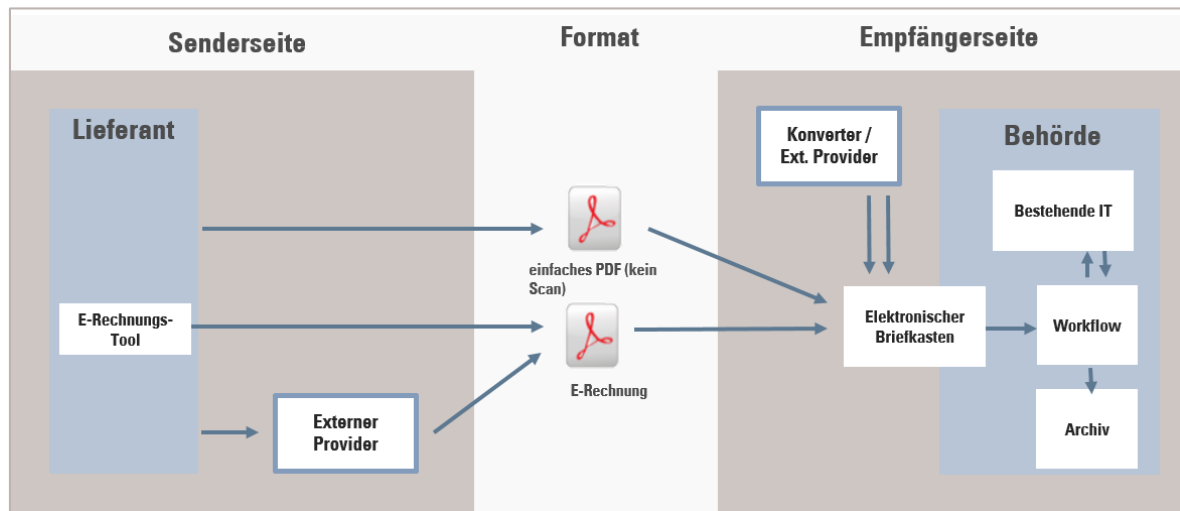 Senderseite
Format
Empfängerseite
Lieferant
E-Rechnungs-
Tool
Externer
Provider
einfaches PDF (kein
Scan)
E-Rechnung
Konverter /
Ext. Provider
Elektronischer
Briefkasten
Behörde
Bestehende IT
Workflow
Archiv